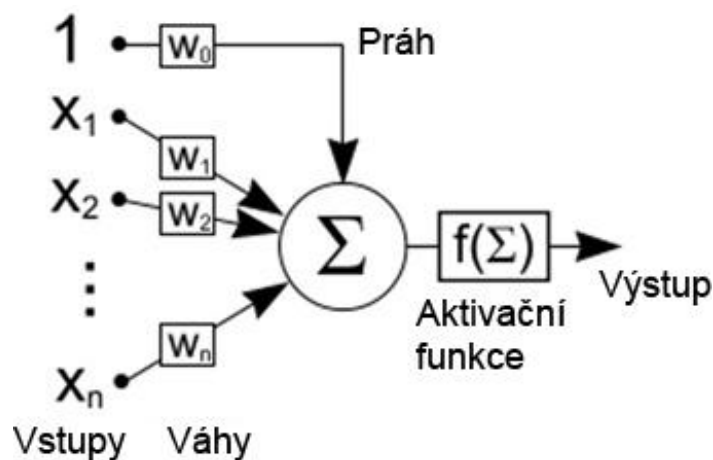 1 w₀ Práh
x₁ w₁
x₂ w₂
Σ f(Σ) Výstup
⋮
Aktivační
funkce
xₙ wₙ
Vstupy Váhy